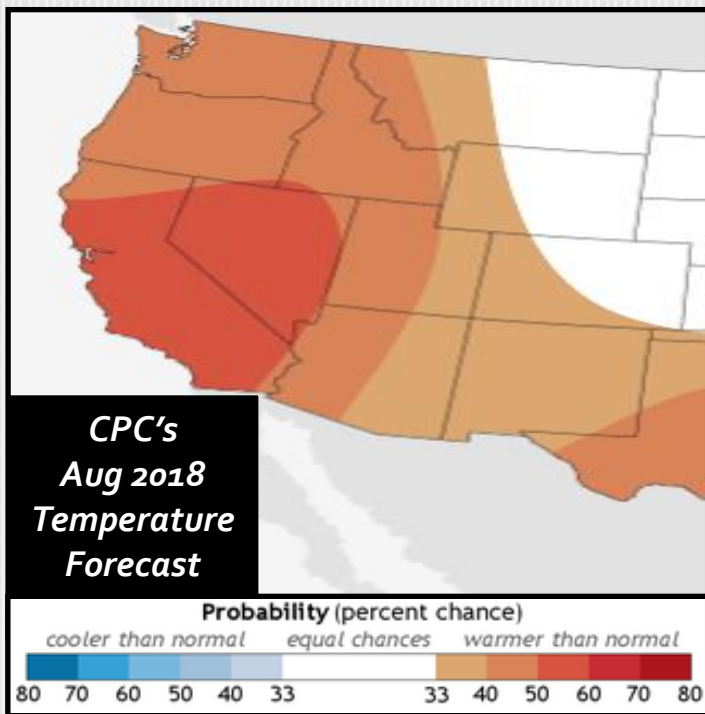 CPC's
Aug 2018
Temperature
Forecast
Probability (percent chance)
cooler than normal equal chances warmer than normal
80 70 60 50 40 33 33 40 50 60 70 80